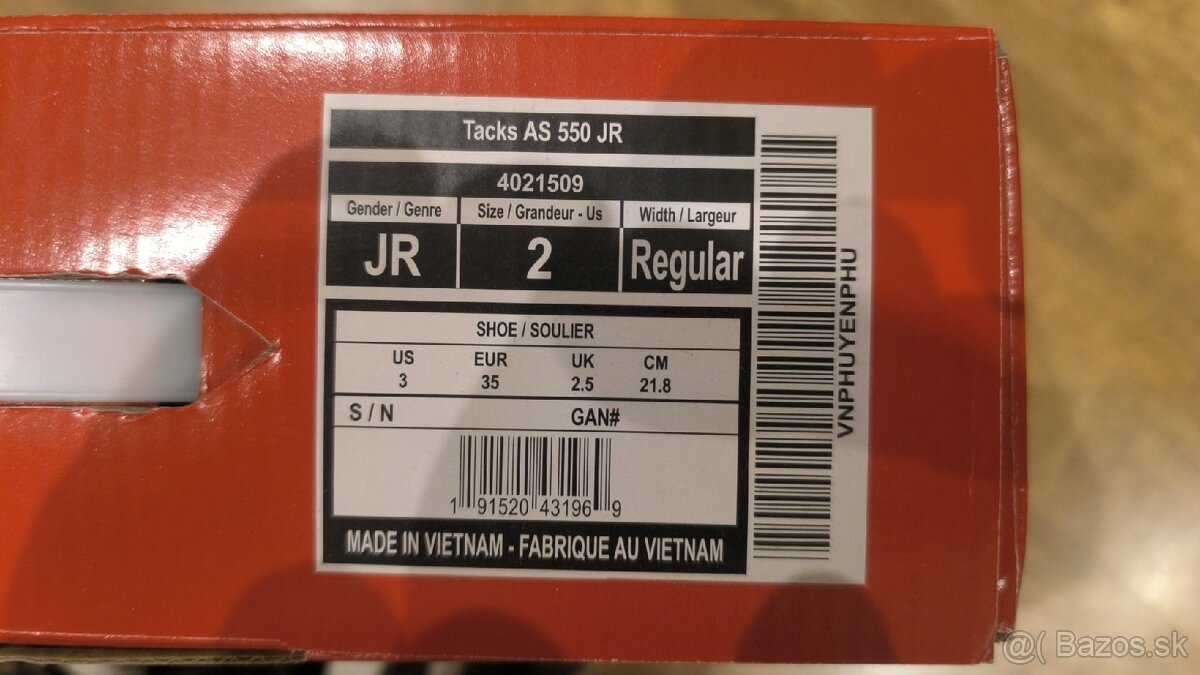 Tacks AS 550 JR
4021509
Gender / Genre Size / Grandeur - Us Width / Largeur
JR 2 Regular
SHOE / SOULIER
US EUR UK CM
3 35 2.5 21.8
S / N GAN#
1 91520 43196 9
MADE IN VIETNAM - FABRIQUE AU VIETNAM
VNPHUYENPHU
@( Bazos.sk